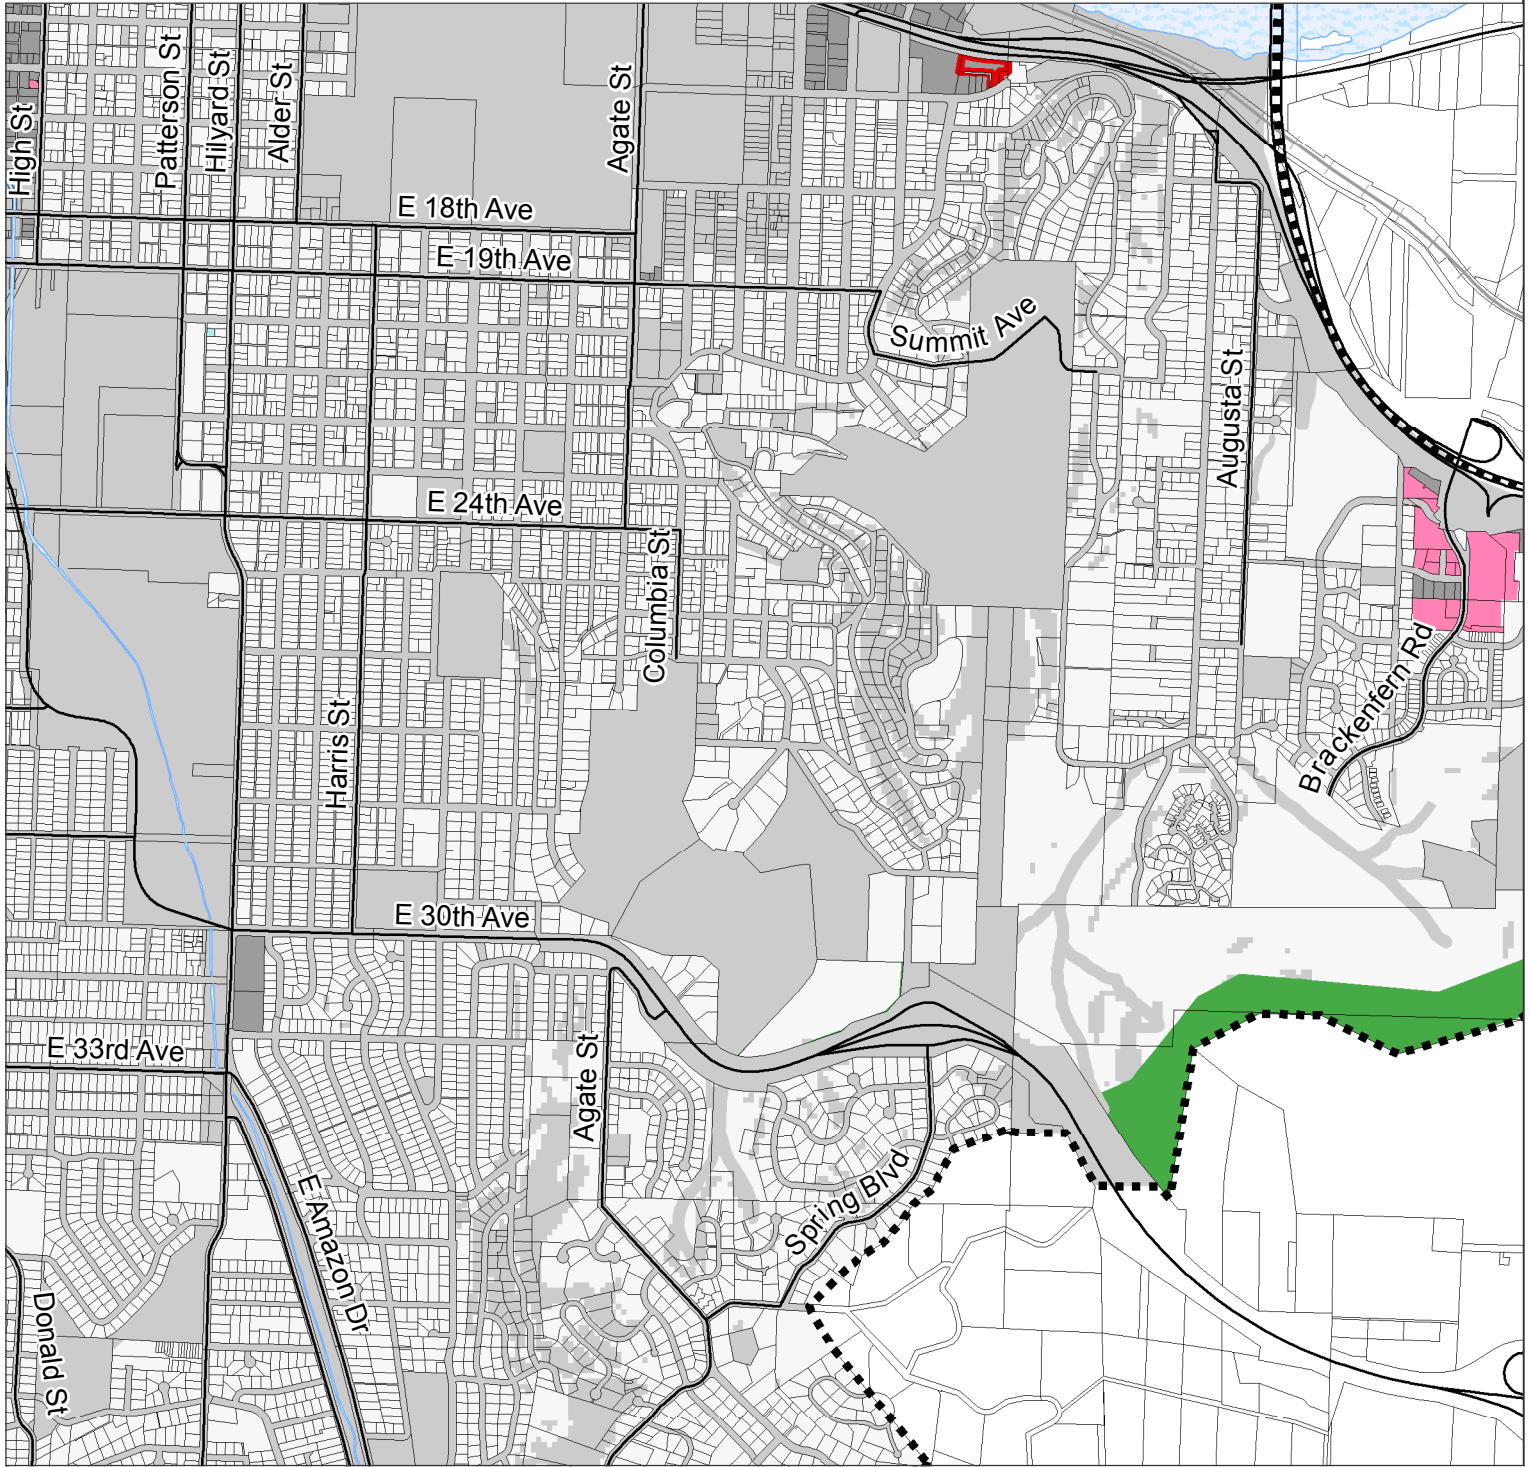 High St
Patterson St
Hilyard St
Alder St
Agate St
E 18th Ave
E 19th Ave
Summit Ave
Augusta St
E 24th Ave
Columbia St
Harris St
Brackenfern Rd
E 30th Ave
E 33rd Ave
Agate St
Spring Blvd
E Amazon Dr
Donald St